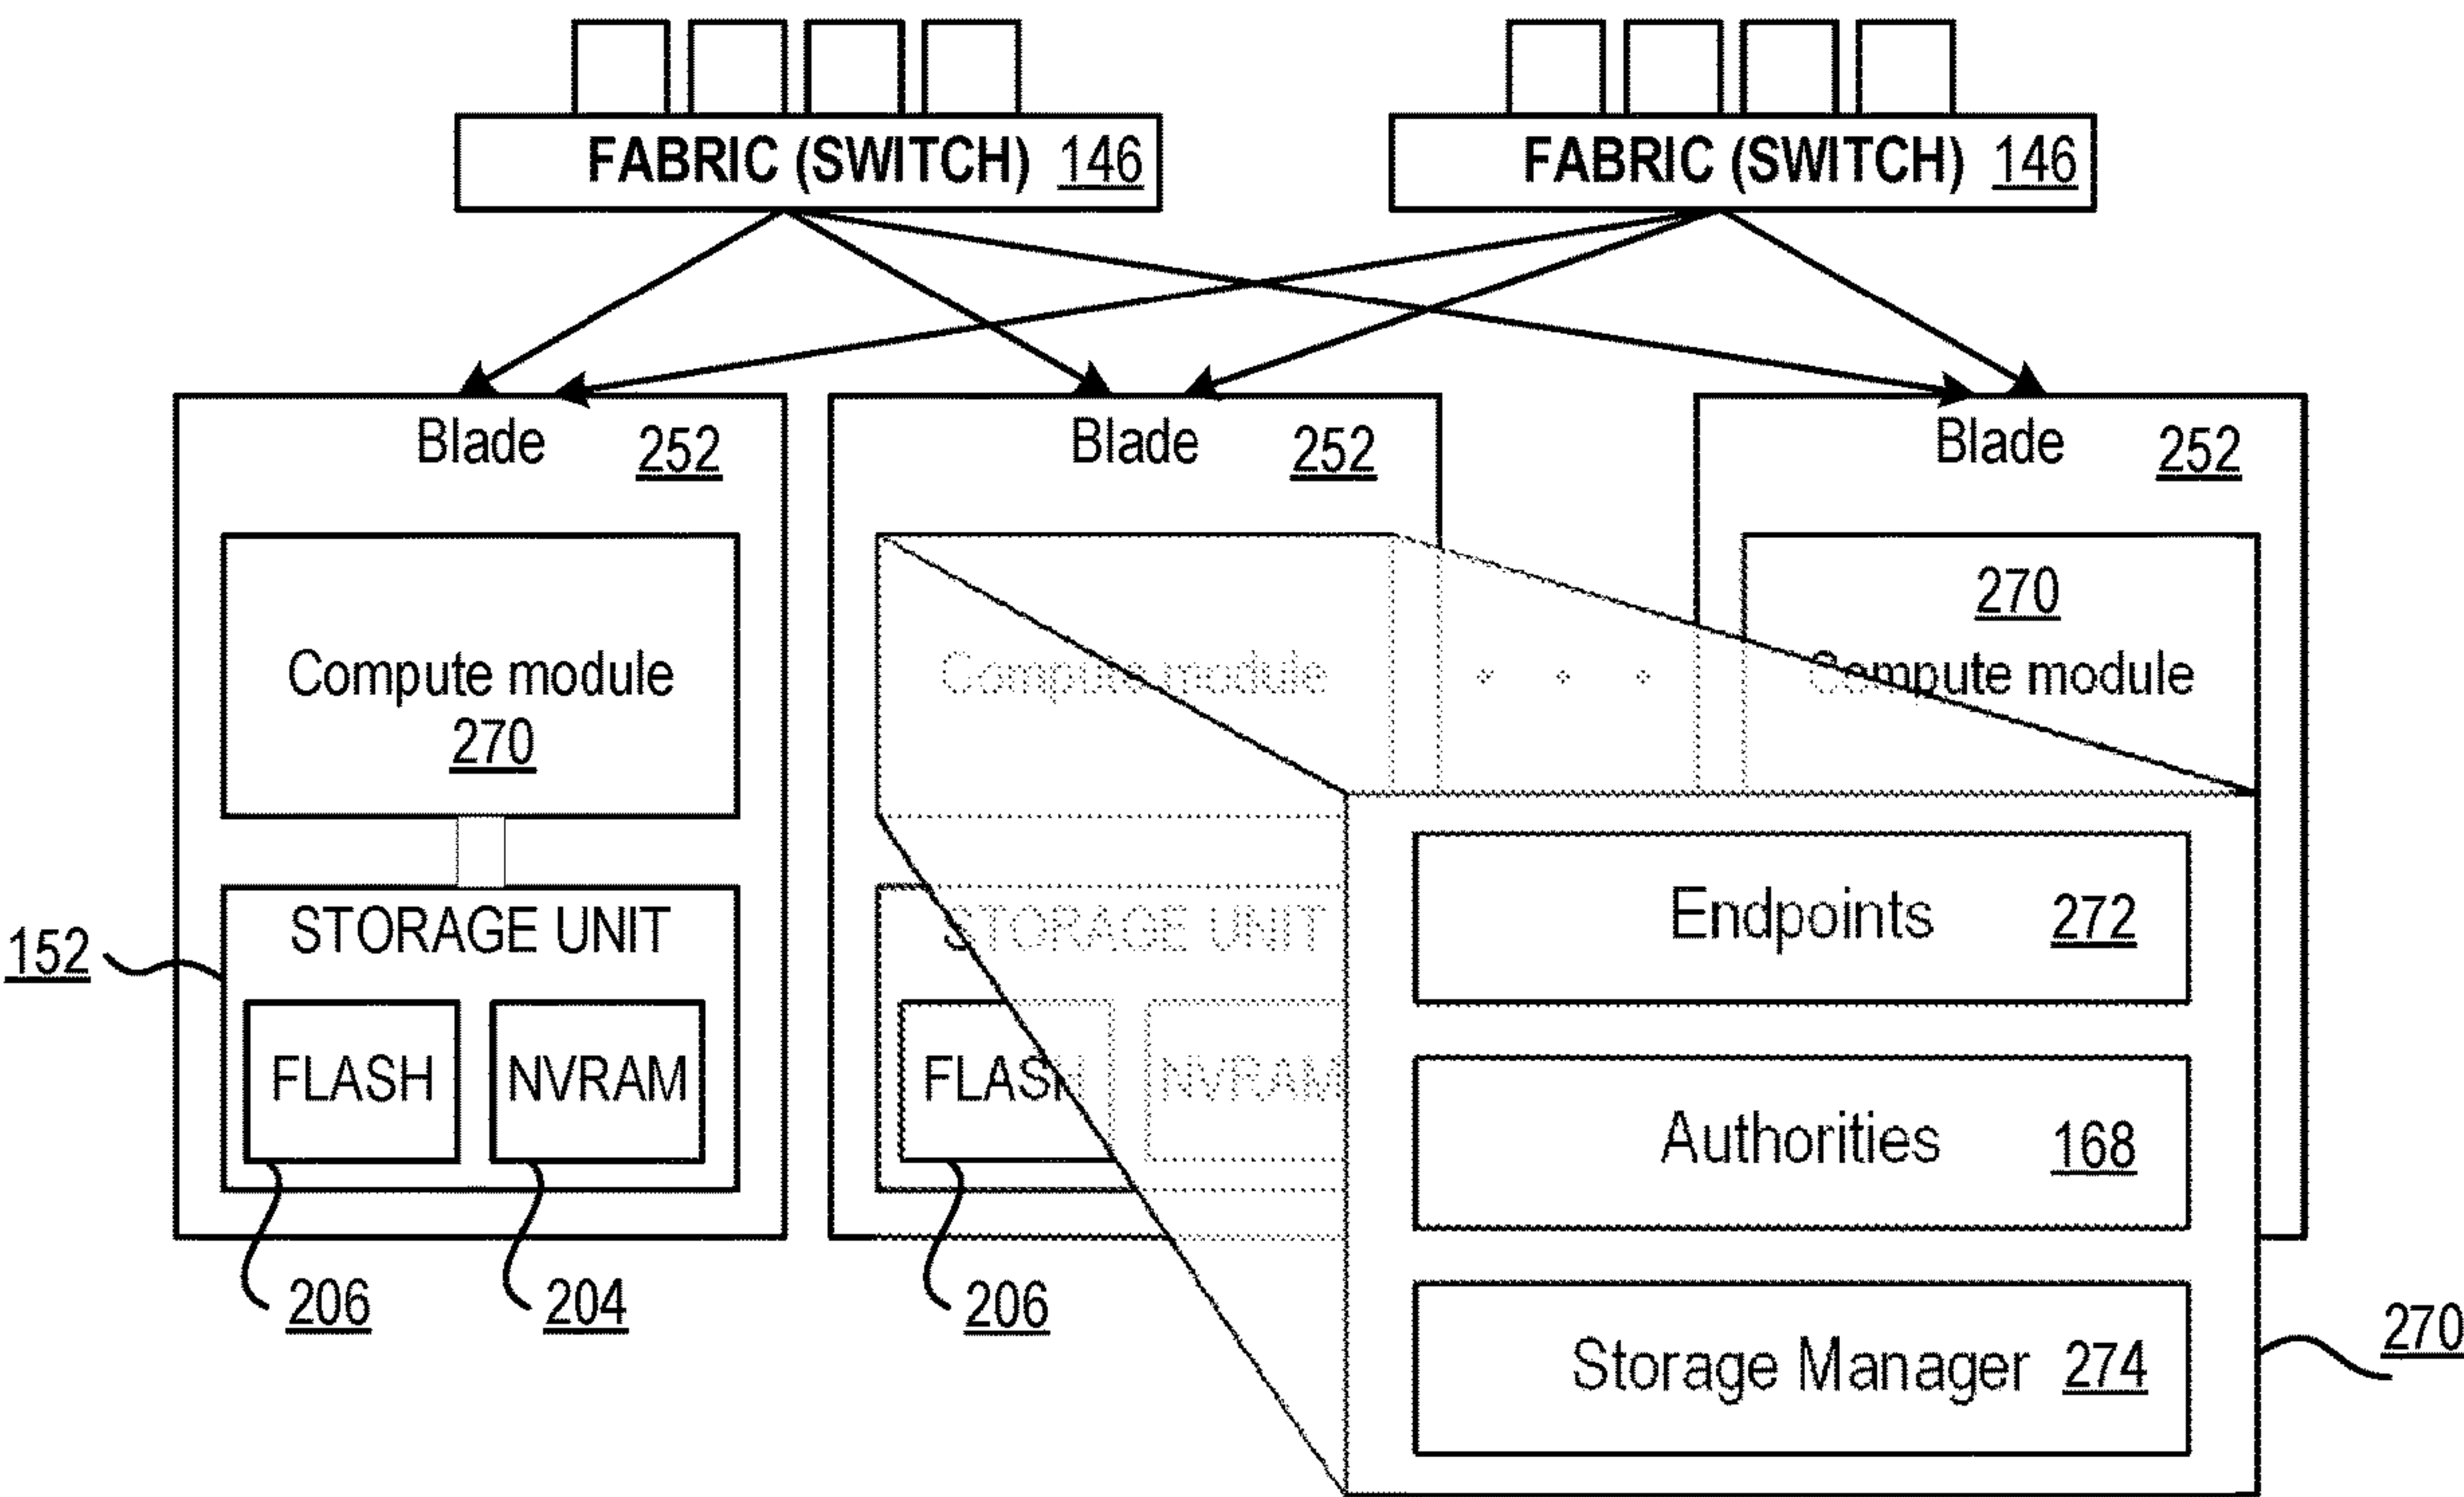 FABRIC (SWITCH) 146
FABRIC (SWITCH) 146
Blade 252
Blade 252
Blade 252
Compute module
270
Compute module
. . .
270
Compute module
152
STORAGE UNIT
FLASH
NVRAM
206
204
STORAGE UNIT
FLASH
NVRAM
206
Endpoints 272
Authorities 168
Storage Manager 274
270